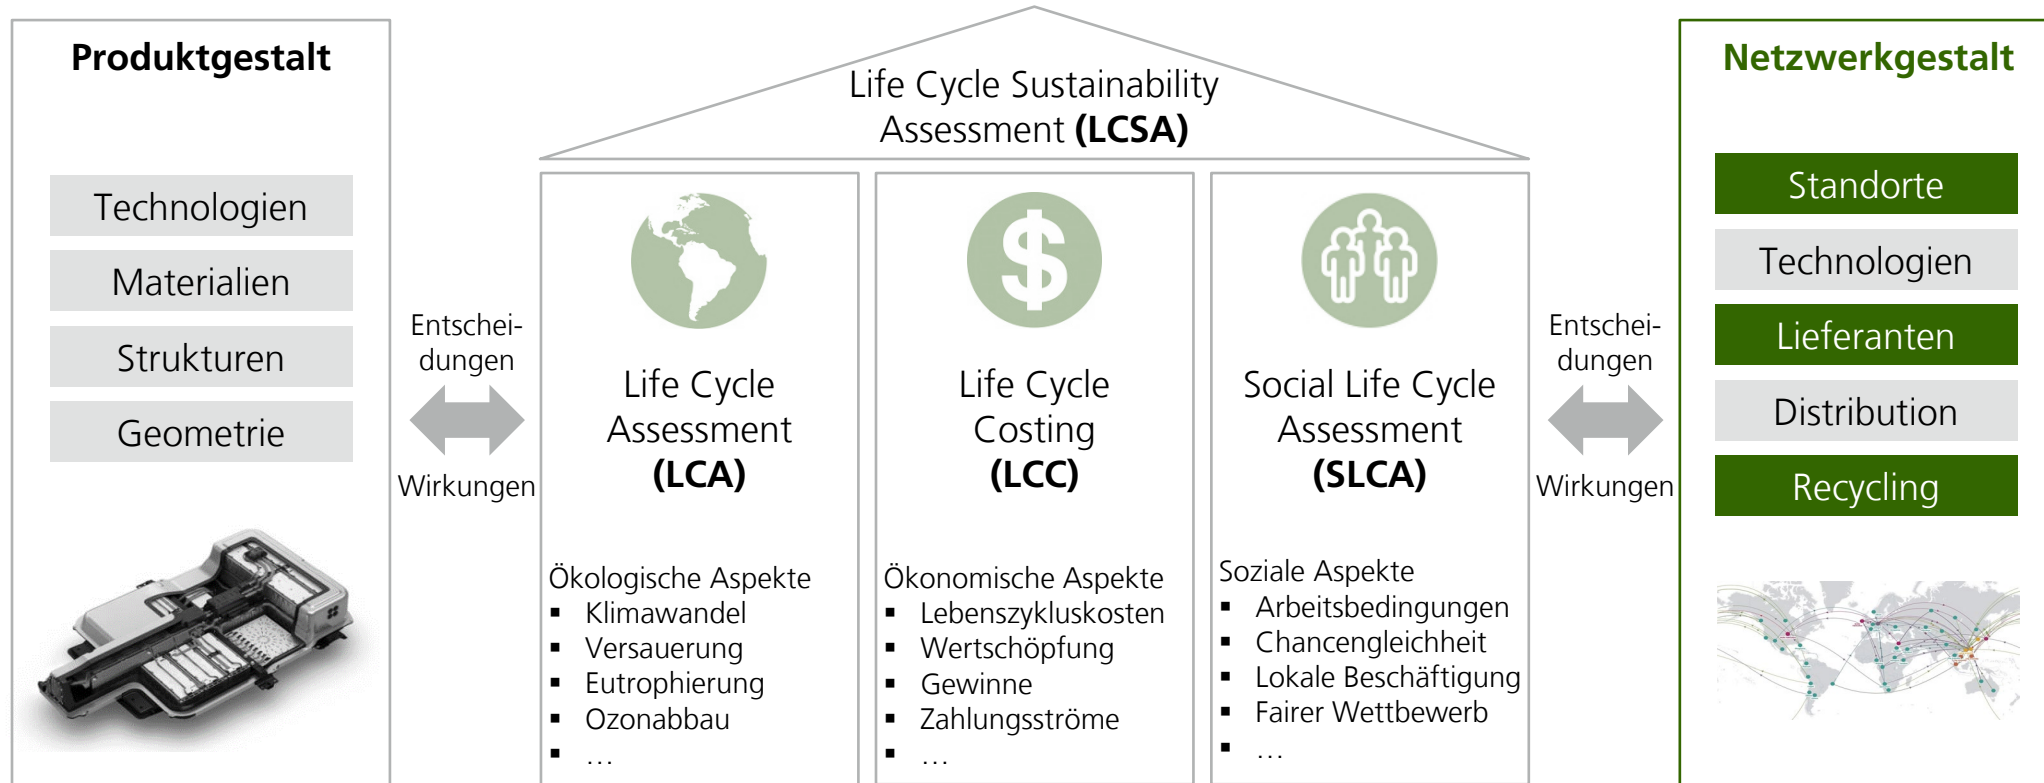 Produktgestalt
Technologien
Materialien
Strukturen
Geometrie
Entschei-
dungen
Wirkungen
Life Cycle Sustainability
Assessment (LCSA)
Life Cycle
Assessment
(LCA)
Ökologische Aspekte
▪ Klimawandel
▪ Versauerung
▪ Eutrophierung
▪ Ozonabbau
▪ …
$
Life Cycle
Costing
(LCC)
Ökonomische Aspekte
▪ Lebenszykluskosten
▪ Wertschöpfung
▪ Gewinne
▪ Zahlungsströme
▪ …
Social Life Cycle
Assessment
(SLCA)
Soziale Aspekte
▪ Arbeitsbedingungen
▪ Chancengleichheit
▪ Lokale Beschäftigung
▪ Fairer Wettbewerb
▪ …
Entschei-
dungen
Wirkungen
Netzwerkgestalt
Standorte
Technologien
Lieferanten
Distribution
Recycling